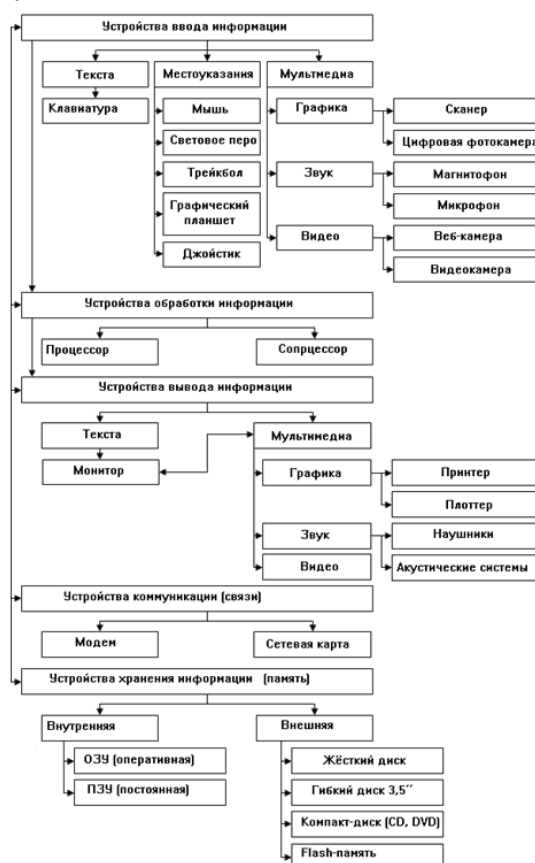 Устройства ввода информации
Текста
Местоуказания
Мультмедиа
Клавиатура
Мышь
Световое перо
Трейкбол
Графический
планшет
Джойстик
Графика
Сканер
Цифровая фотокамера
Звук
Магнитофон
Микрофон
Видео
Веб-камера
Видеокамера
Устройства обработки информации
Процессор
Сопрцессор
Устройства вывода информации
Текста
Мультимедиа
Монитор
Графика
Принтер
Плоттер
Звук
Наушники
Акустические системы
Видео
Устройства коммуникации (связи)
Модем
Сетевая карта
Устройства хранения информации (память)
Внутренняя
Внешняя
ОЗУ (оперативная)
ПЗУ (постоянная)
Жёсткий диск
Гибкий диск 3,5′′
Компакт-диск (CD, DVD)
Flash-память